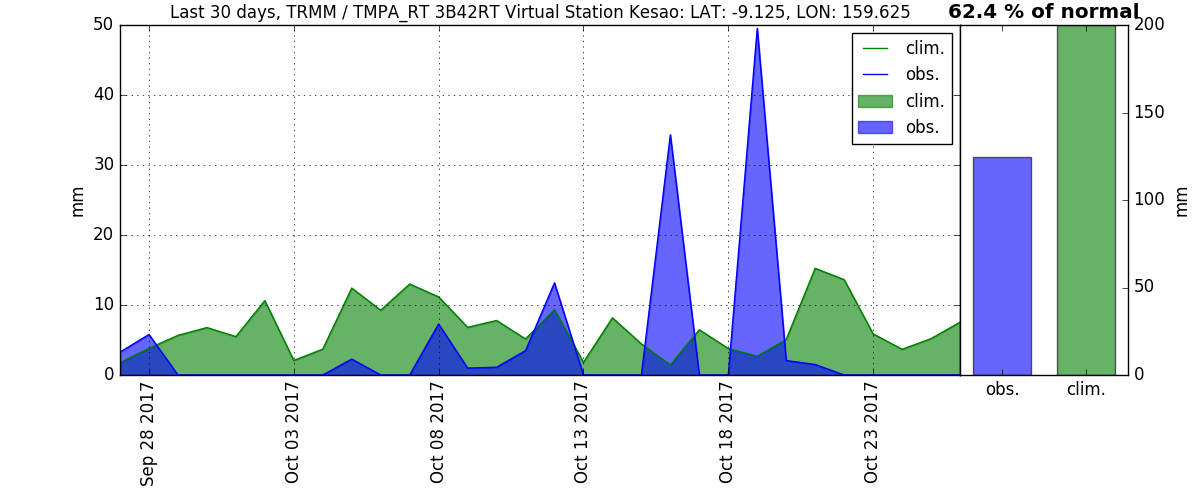 Last 30 days, TRMM / TMPA_RT 3B42RT Virtual Station Kesao: LAT: -9.125, LON: 159.625
62.4 % of normal
50
40
30
20
10
0
mm
clim.
obs.
clim.
obs.
200
150
100
50
0
mm
Sep 28 2017
Oct 03 2017
Oct 08 2017
Oct 13 2017
Oct 18 2017
Oct 23 2017
obs.
clim.